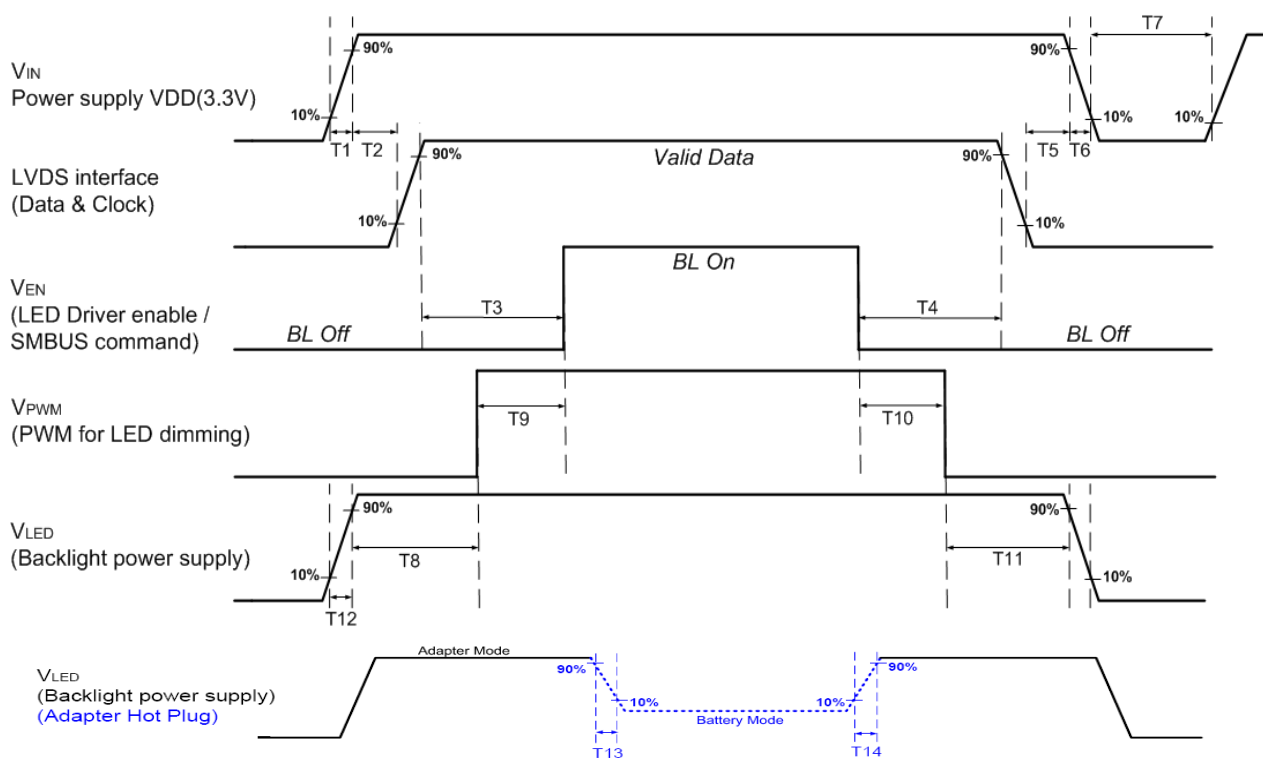 T7
90%
90%
VIN
Power supply VDD(3.3V)
10%
10%
10%
T1
T2
T5
T6
90%
Valid Data
90%
LVDS interface
(Data & Clock)
10%
10%
BL On
VEN
(LED Driver enable /
SMBUS command)
T3
T4
BL Off
BL Off
VPWM
(PWM for LED dimming)
T9
T10
90%
90%
VLED
(Backlight power supply)
T8
T11
10%
10%
T12
Adapter Mode
90%
90%
VLED
(Backlight power supply)
(Adapter Hot Plug)
10%
10%
Battery Mode
T13
T14